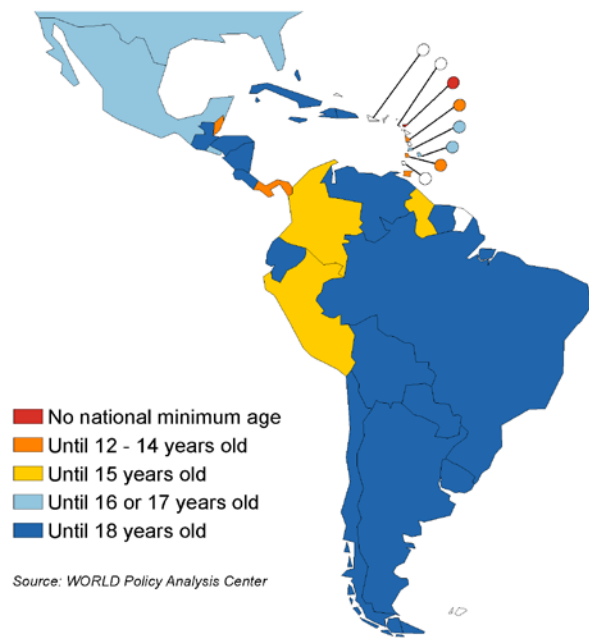 No national minimum age
Until 12 - 14 years old
Until 15 years old
Until 16 or 17 years old
Until 18 years old
Source: WORLD Policy Analysis Center